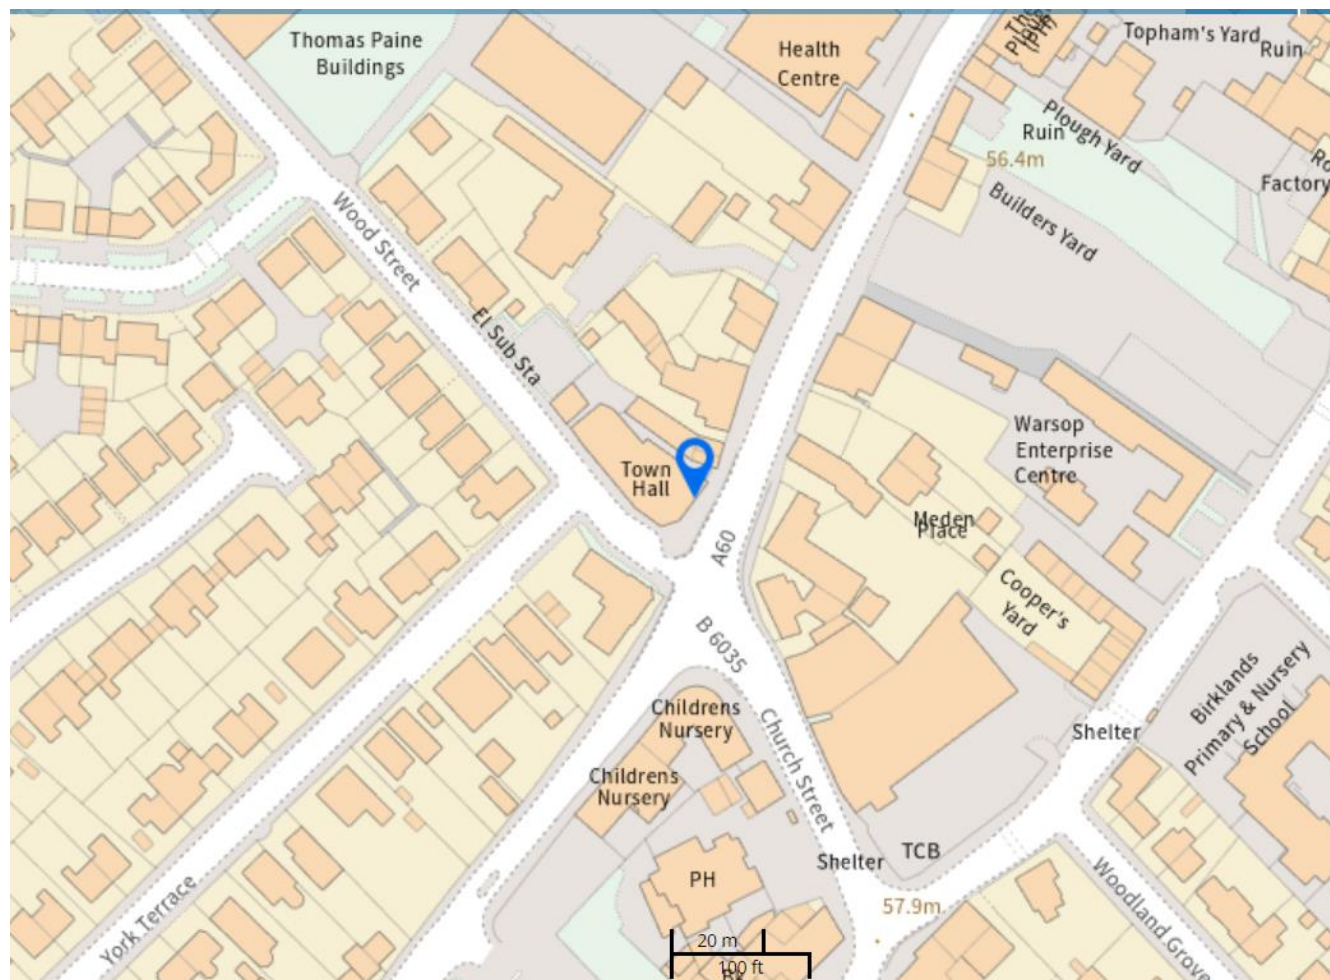 Thomas Paine
Buildings
Health
Centre
Topham's Yard
Ruin
Plough Yard
Ruin
56.4m
Factory
Builders Yard
Wood Street
El Sub Sta
Town
Hall
A60
Warsop
Enterprise
Centre
Meden
Place
Cooper's
Yard
B 6035
Church Street
Childrens
Nursery
Childrens
Nursery
Birklands
Primary & Nursery
School
Shelter
Shelter
TCB
PH
57.9m
York Terrace
Woodland Grove
20 m
100 ft